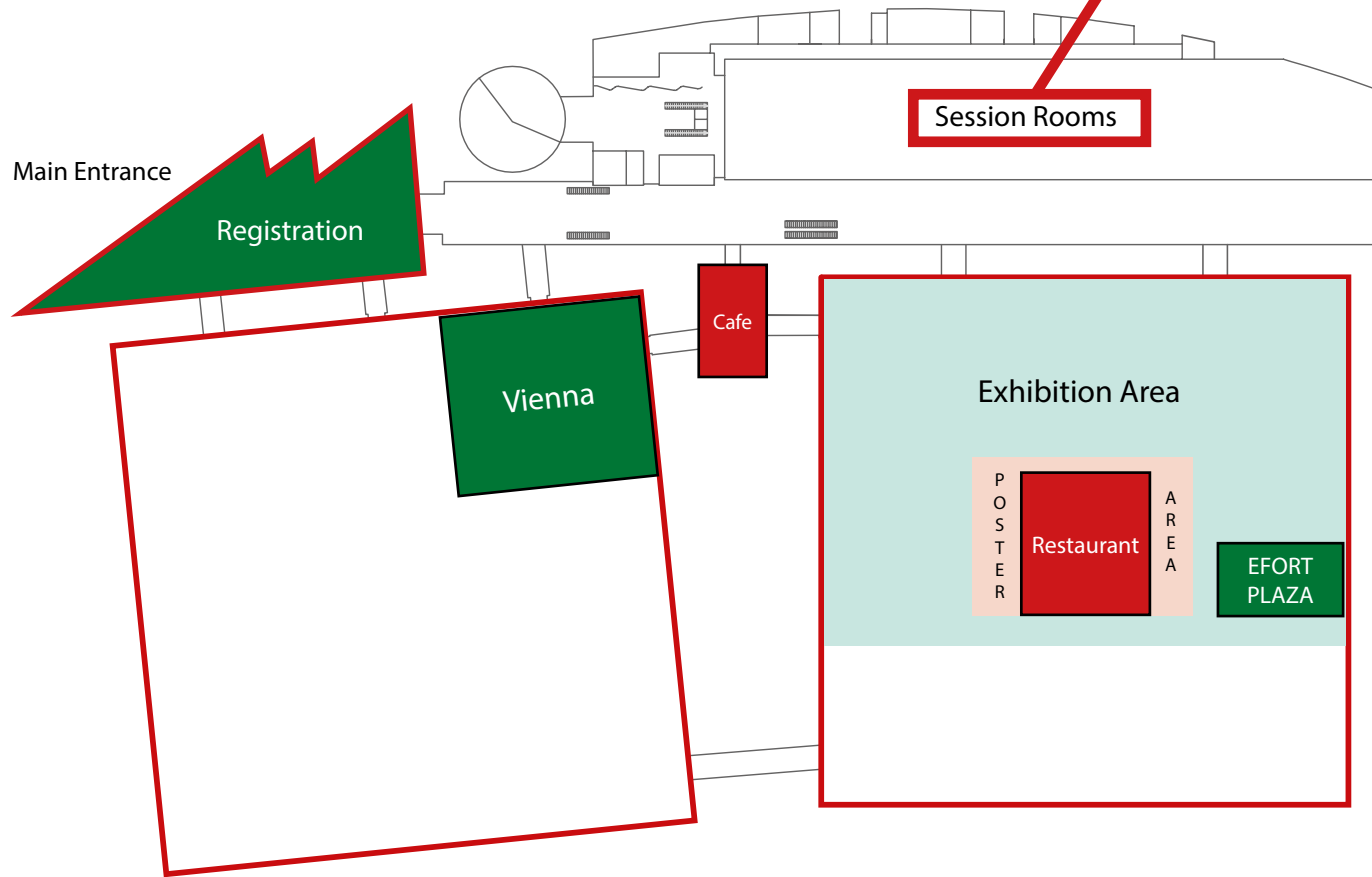 Session Rooms
Main Entrance
Registration
Cafe
Vienna
Exhibition Area
POSTER
AREA
Restaurant
EFORT
PLAZA